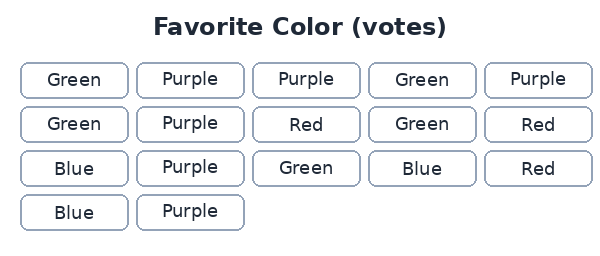 Favorite Color (votes)
Green Purple Purple Green Purple
Green Purple Red Green Red
Blue Purple Green Blue Red
Blue Purple